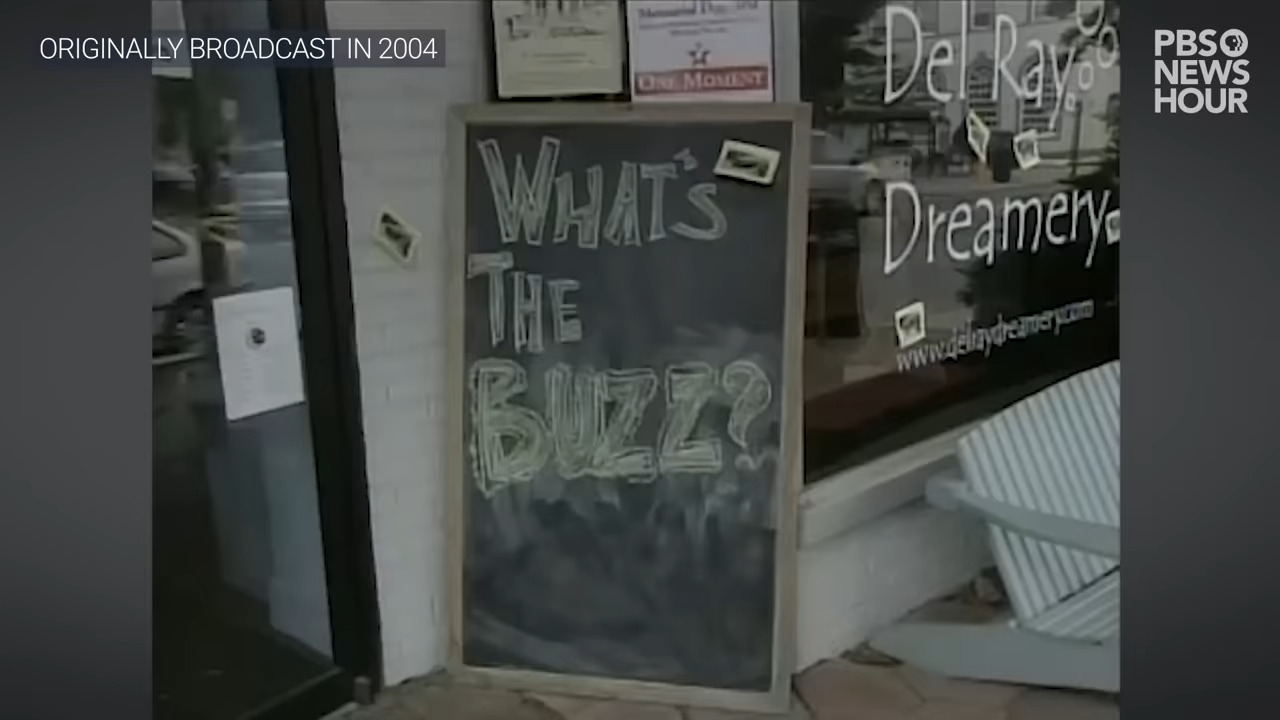 ORIGINALLY BROADCAST IN 2004
PBS
NEWS
HOUR
ONE MOMENT
WHAT'S
THE
BUZZ?
Del Ray
Dreamery
www.delraydreamery.com